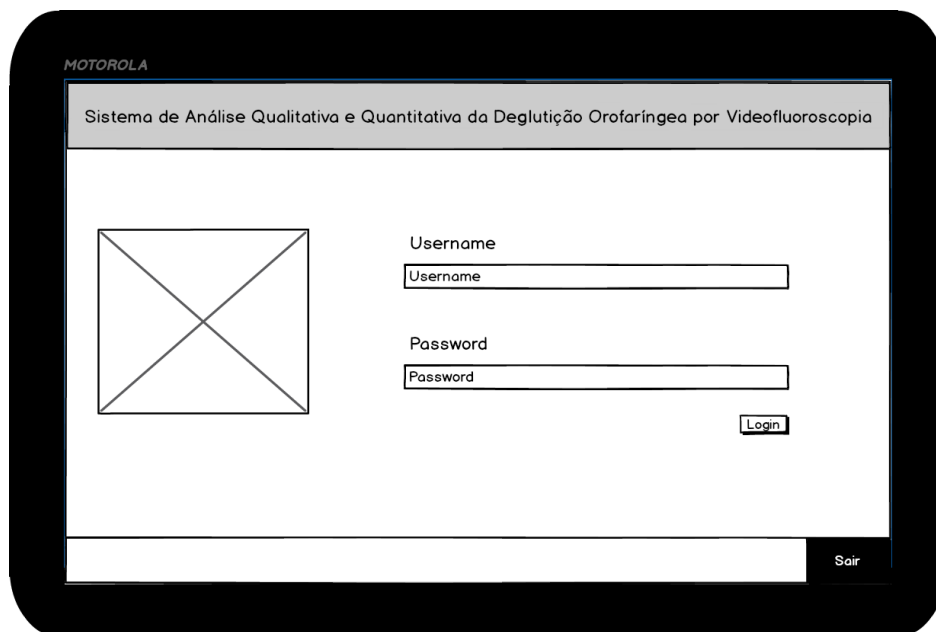 MOTOROLA
Sistema de Análise Qualitativa e Quantitativa da Deglutição Orofaríngea por Videofluoroscopia
Username
Username
Password
Password
Login
Sair